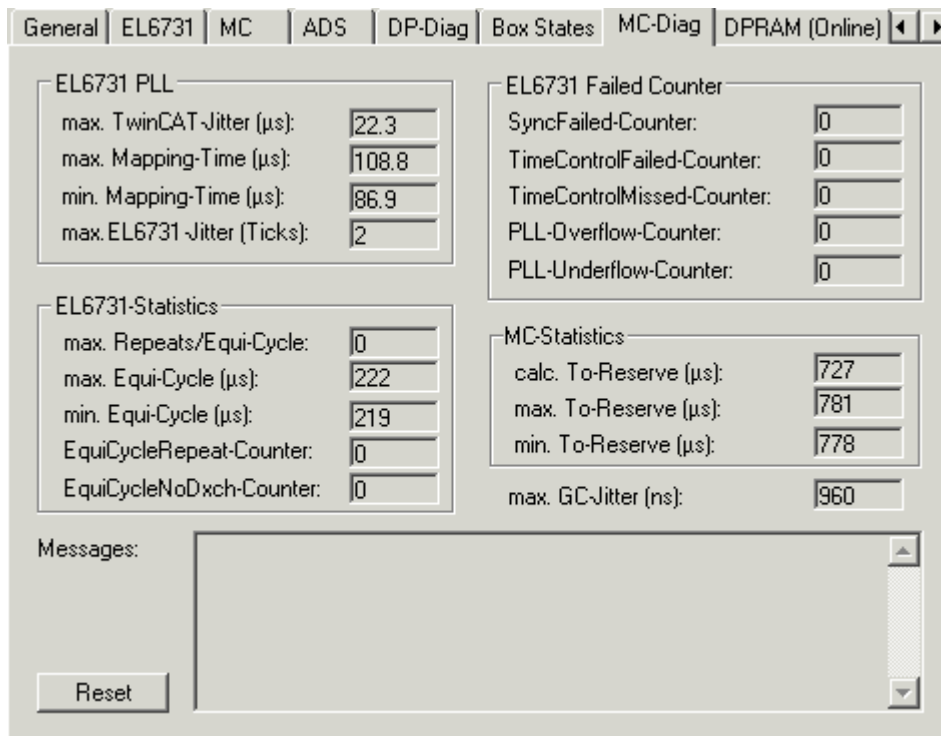 General EL6731 MC ADS DP-Diag Box States MC-Diag DPRAM (Online)
EL6731 PLL
max. TwinCAT-Jitter (µs): 22.3
max. Mapping-Time (µs): 108.8
min. Mapping-Time (µs): 86.9
max.EL6731-Jitter (Ticks): 2
EL6731 Failed Counter
SyncFailed-Counter: 0
TimeControlFailed-Counter: 0
TimeControlMissed-Counter: 0
PLL-Overflow-Counter: 0
PLL-Underflow-Counter: 0
EL6731-Statistics
max. Repeats/Equi-Cycle: 0
max. Equi-Cycle (µs): 222
min. Equi-Cycle (µs): 219
EquiCycleRepeat-Counter: 0
EquiCycleNoDxch-Counter: 0
MC-Statistics
calc. To-Reserve (µs): 727
max. To-Reserve (µs): 781
min. To-Reserve (µs): 778
max. GC-Jitter (ns): 960
Messages:
Reset